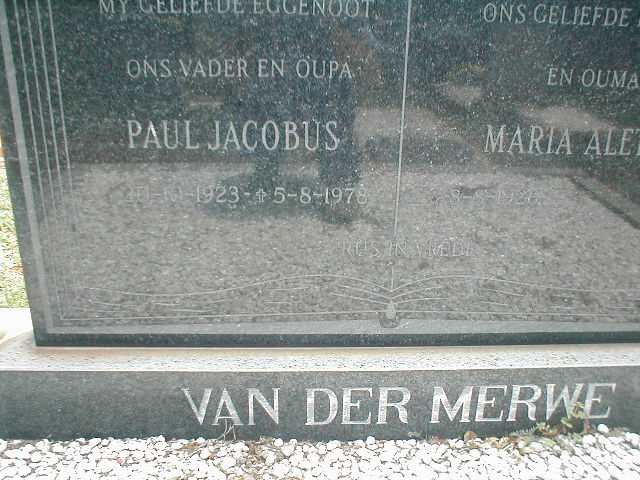 MY GELIEFDE EGGENOOT
ONS VADER EN OUPA
PAUL JACOBUS
1923 - 5-8-1978
ONS GELIEFDE
EN OUMA
MARIA
RUS IN VREDE
VAN DER MERWE